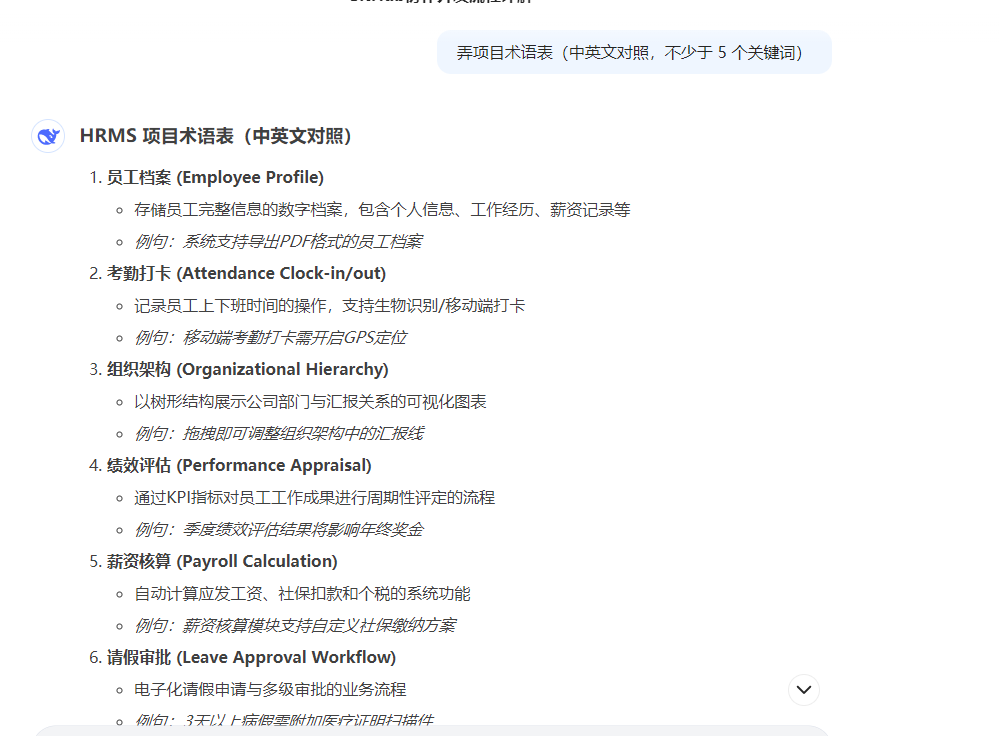 弄项目术语表（中英文对照，不少于 5 个关键词）
HRMS 项目术语表（中英文对照）
1. 员工档案 (Employee Profile)
存储员工完整信息的数字档案，包含个人信息、工作经历、薪资记录等
例句：系统支持导出PDF格式的员工档案
2. 考勤打卡 (Attendance Clock-in/out)
记录员工上下班时间的操作，支持生物识别/移动端打卡
例句：移动端考勤打卡需开启GPS定位
3. 组织架构 (Organizational Hierarchy)
以树形结构展示公司部门与汇报关系的可视化图表
例句：拖拽即可调整组织架构中的汇报线
4. 绩效评估 (Performance Appraisal)
通过KPI指标对员工工作成果进行周期性评定的流程
例句：季度绩效评估结果将影响年终奖金
5. 薪资核算 (Payroll Calculation)
自动计算应发工资、社保扣款和个税的系统功能
例句：薪资核算模块支持自定义社保缴纳方案
6. 请假审批 (Leave Approval Workflow)
电子化请假申请与多级审批的业务流程
例句：3天以上病假需附加医疗证明扫描件